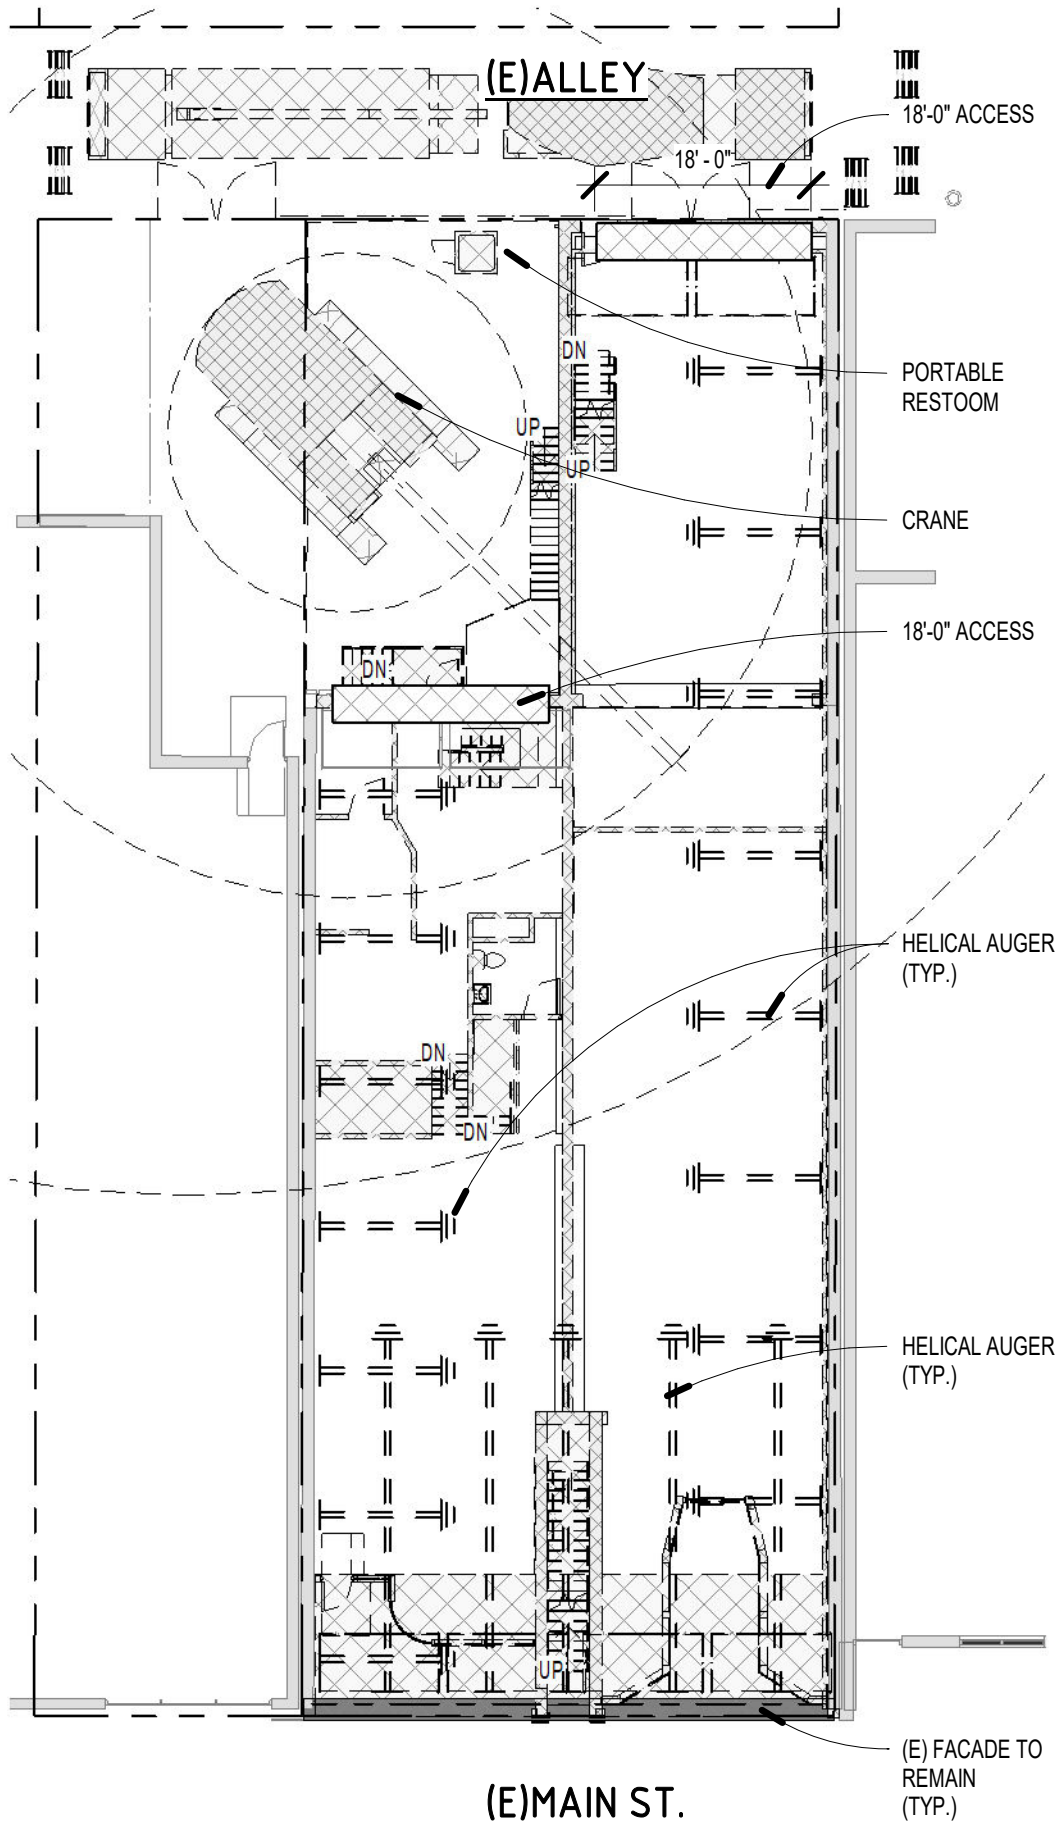 (E)ALLEY
18'-0" ACCESS
18' - 0"
DN
PORTABLE
RESTOOM
UP
UP
CRANE
18'-0" ACCESS
DN
HELICAL AUGER
(TYP.)
DN
DN
HELICAL AUGER
(TYP.)
UP
(E) FACADE TO
REMAIN
(TYP.)
(E)MAIN ST.